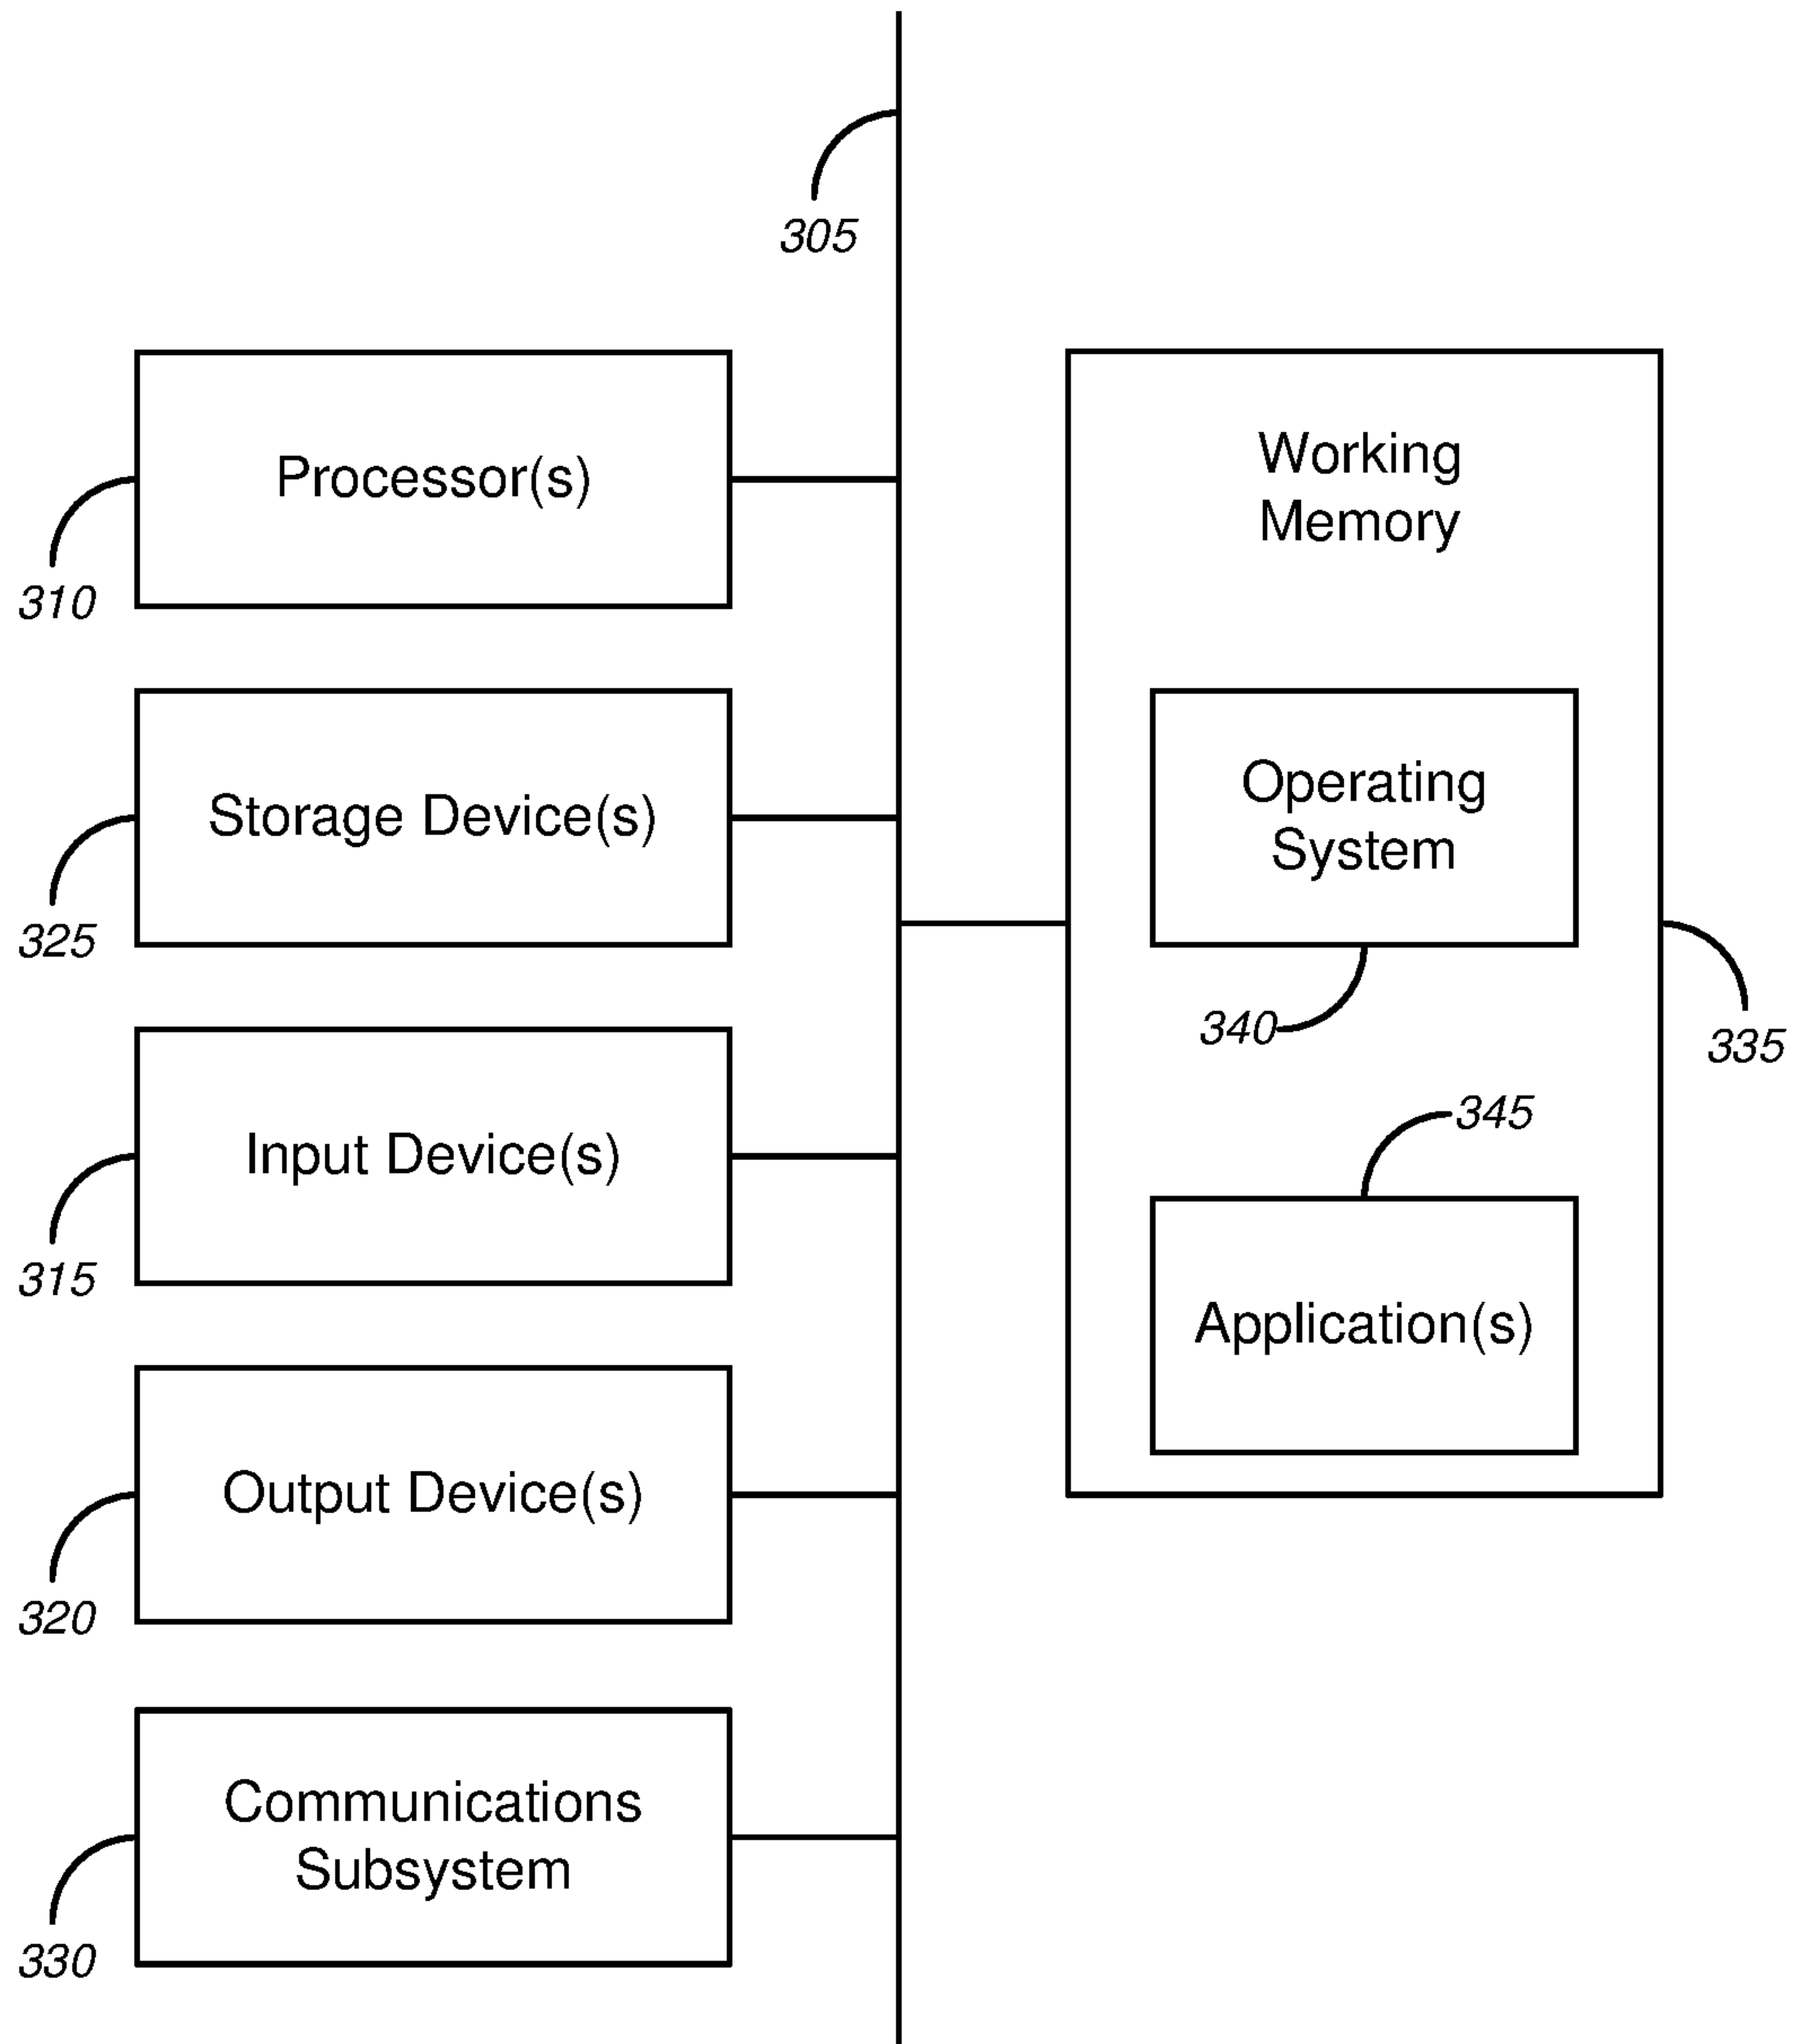 305
Processor(s)
310
Storage Device(s)
325
Input Device(s)
315
Output Device(s)
320
Communications
Subsystem
330
Working
Memory
Operating
System
340
335
345
Application(s)